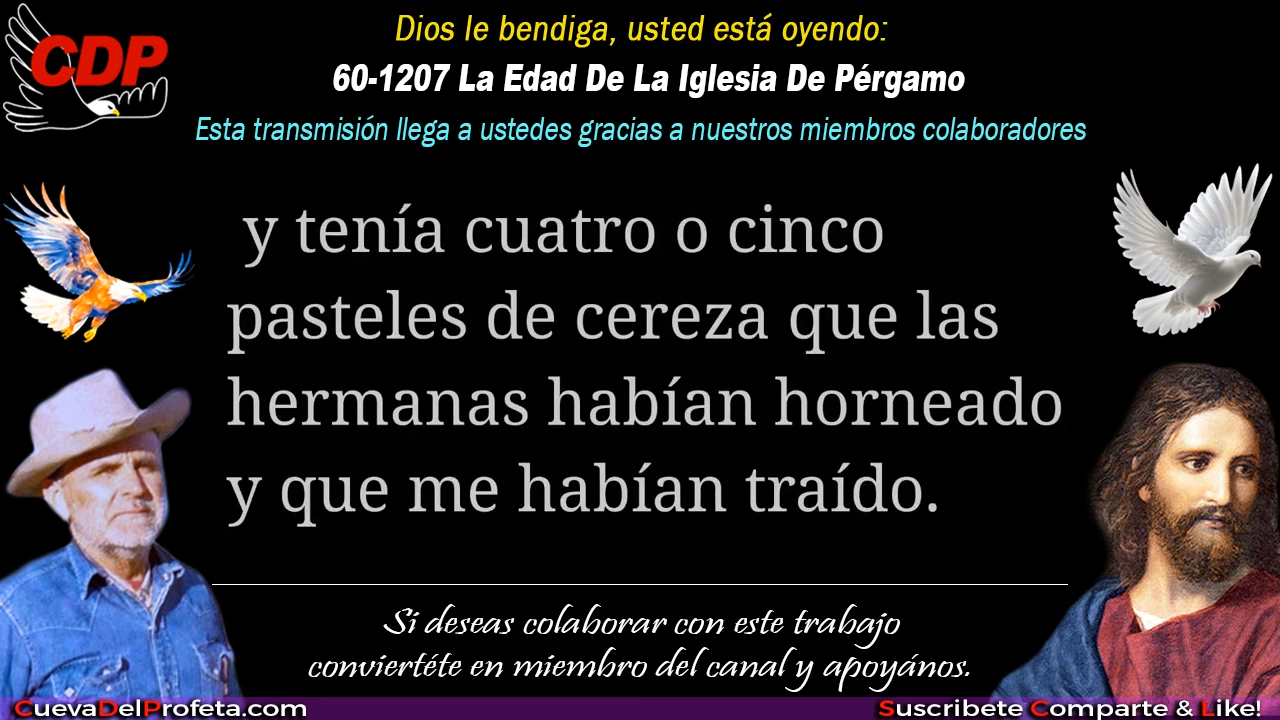 CDP
Dios le bendiga, usted está oyendo:
60-1207 La Edad De La Iglesia De Pérgamo
Esta transmisión llega a ustedes gracias a nuestros miembros colaboradores
y tenía cuatro o cinco
pasteles de cereza que las
hermanas habían horneado
y que me habían traído.
Si deseas colaborar con este trabajo
conviertéte en miembro del canal y apoyános.
CuevaDelProfeta.com
Suscribete Comparte & Like!